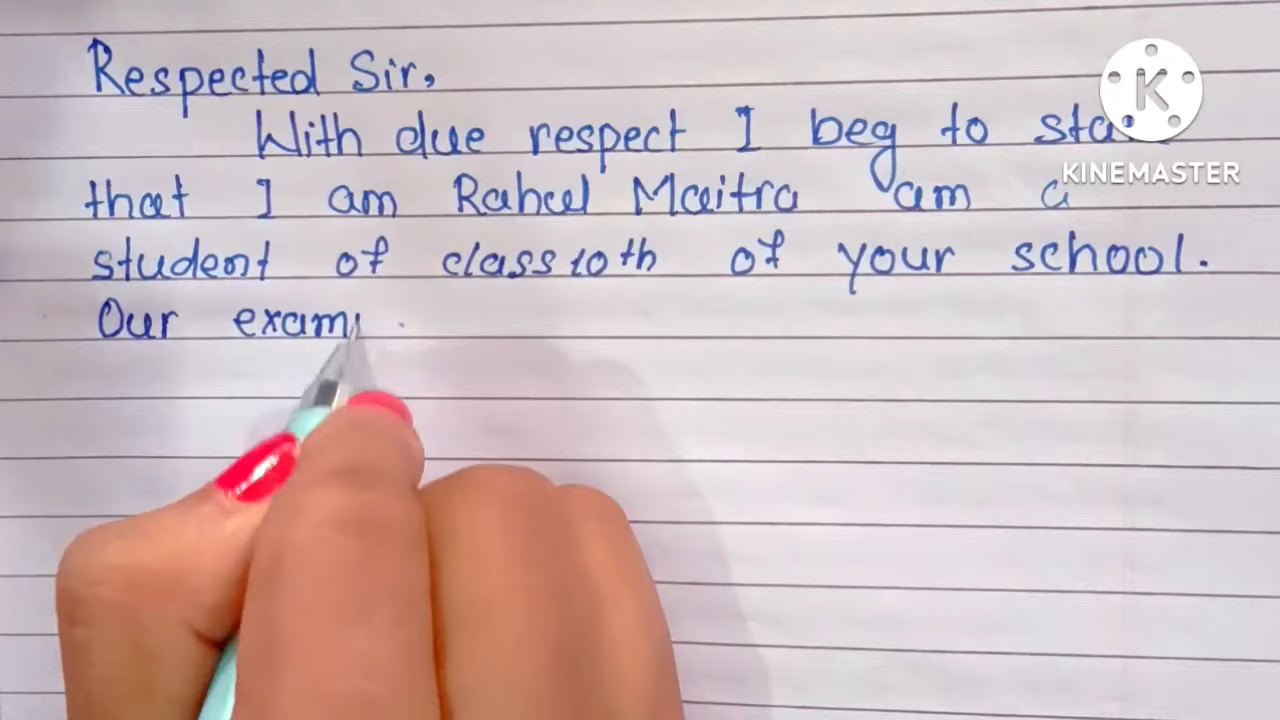 Respected Sir,
With due respect I beg to
KINEMASTER
that I am Rahul Maitra am a
student of class 10th of your school.
Our exam